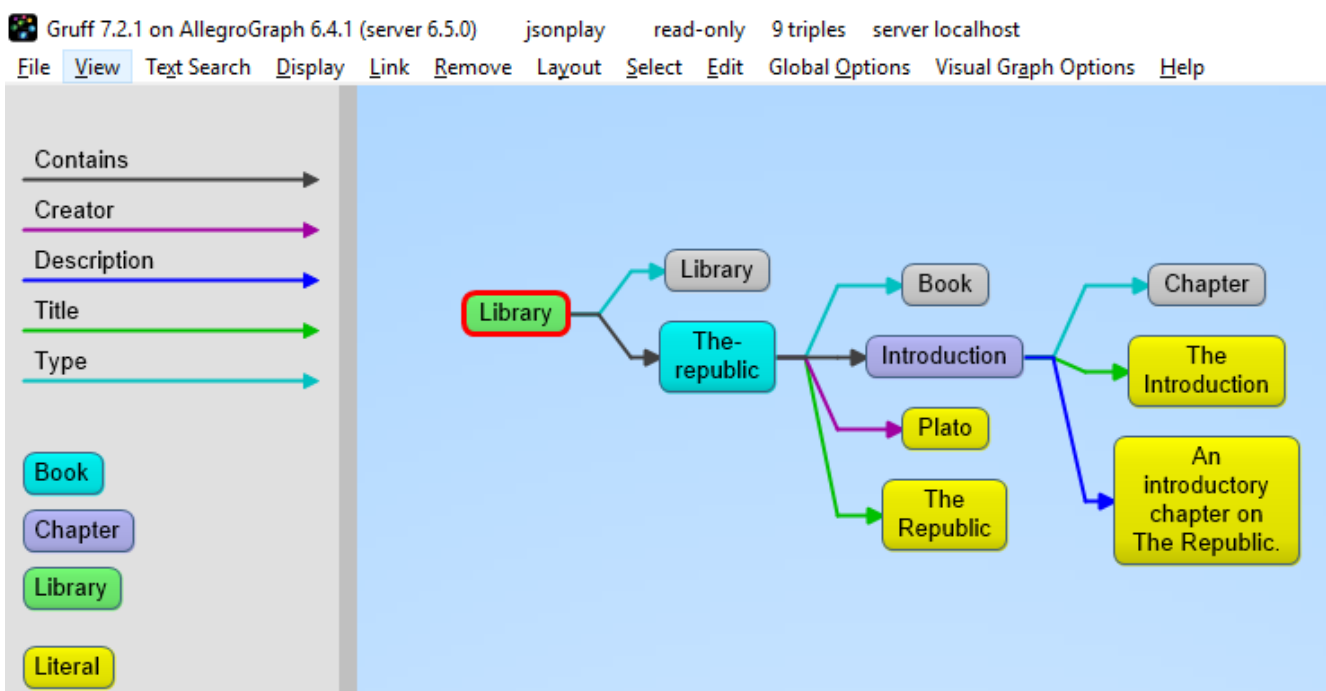 Gruff 7.2.1 on AllegroGraph 6.4.1 (server 6.5.0) jsonplay read-only 9 triples server localhost
File View Text Search Display Link Remove Layout Select Edit Global Options Visual Graph Options Help
Contains
Creator
Description
Title
Type
Book
Chapter
Library
Literal
Library
Library
The-
republic
Book
Introduction
Plato
The
Republic
Chapter
The
Introduction
An
introductory
chapter on
The Republic.